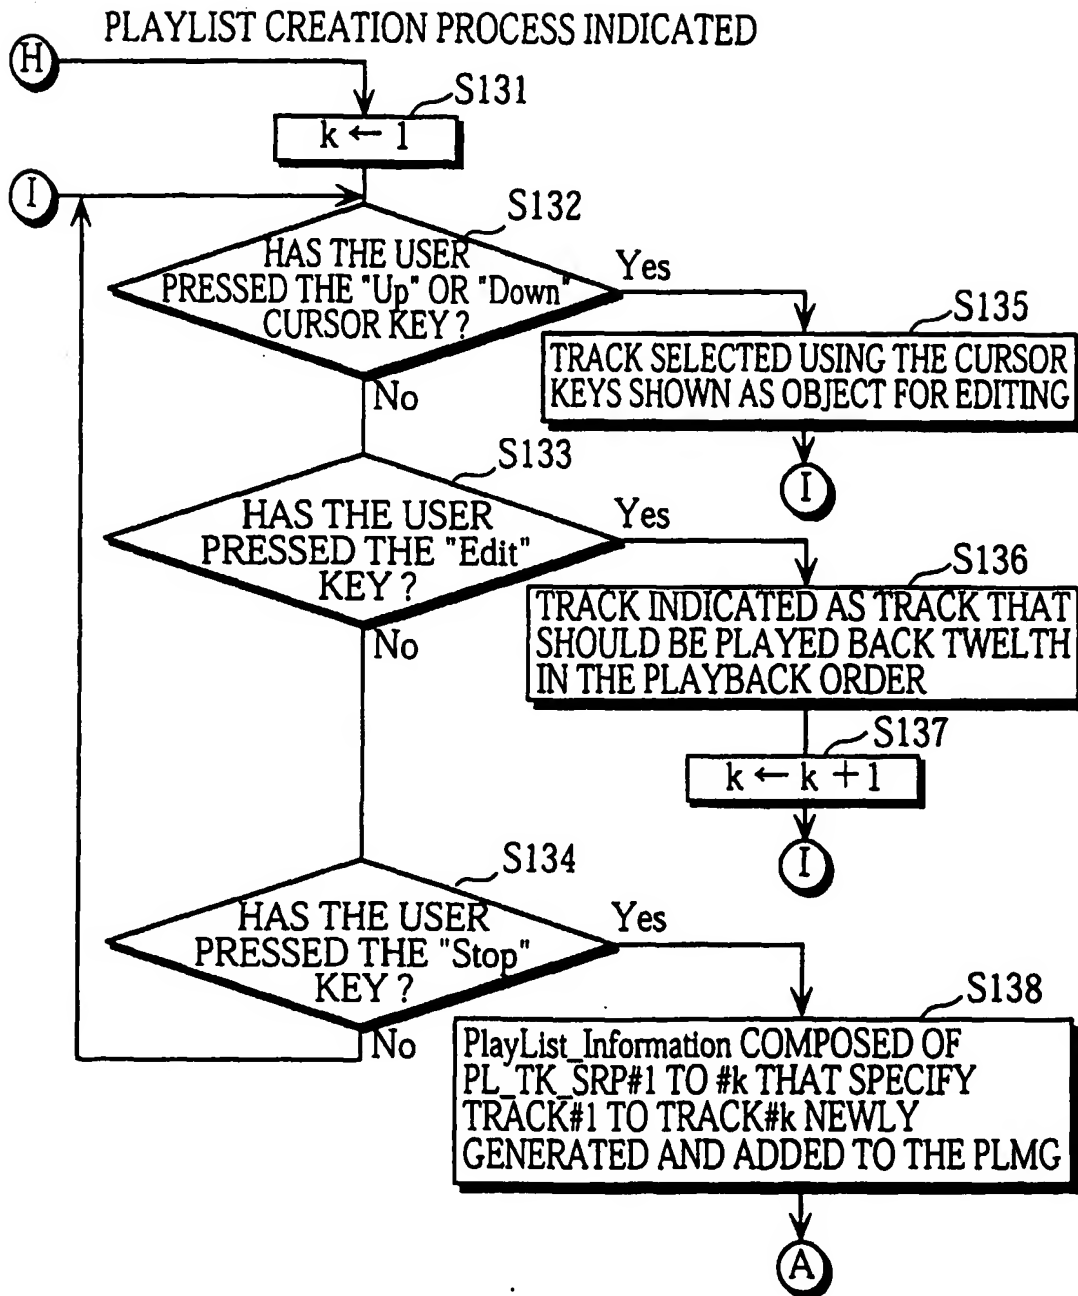 PLAYLIST CREATION PROCESS INDICATED
H
S131
k ← 1
I
S132
HAS THE USER
PRESSED THE "Up" OR "Down"
CURSOR KEY ?
Yes
No
S135
TRACK SELECTED USING THE CURSOR
KEYS SHOWN AS OBJECT FOR EDITING
I
S133
HAS THE USER
PRESSED THE "Edit"
KEY ?
Yes
No
S136
TRACK INDICATED AS TRACK THAT
SHOULD BE PLAYED BACK TWELTH
IN THE PLAYBACK ORDER
S137
k ← k + 1
I
S134
HAS THE USER
PRESSED THE "Stop"
KEY ?
Yes
No
S138
PlayList_Information COMPOSED OF
PL_TK_SRP#1 TO #k THAT SPECIFY
TRACK#1 TO TRACK#k NEWLY
GENERATED AND ADDED TO THE PLMG
A